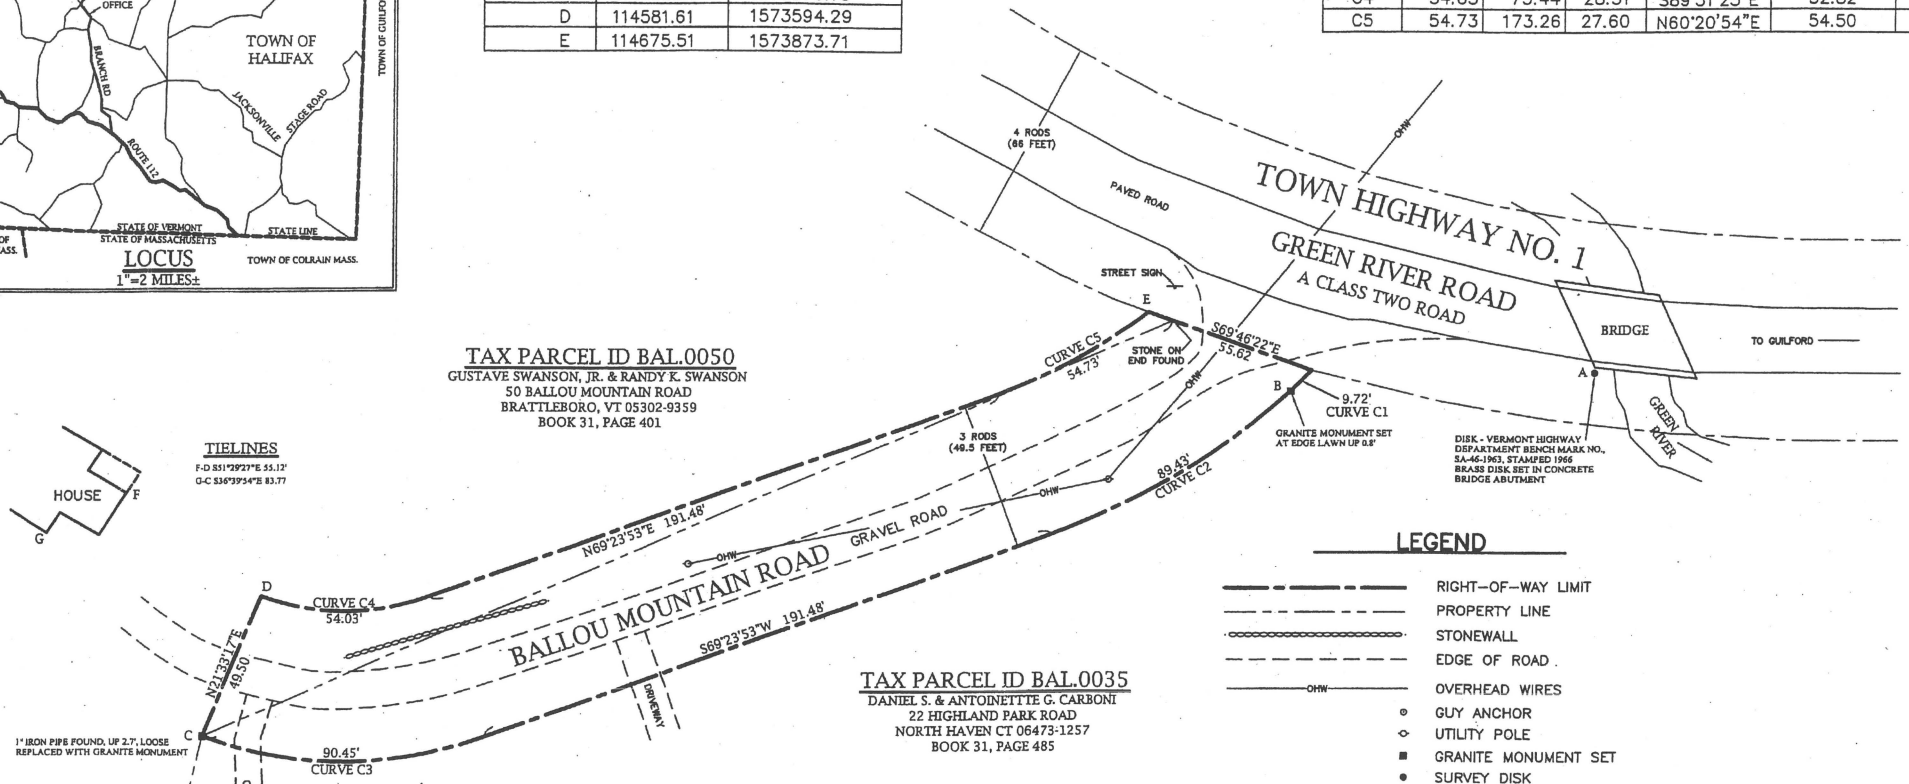 OFFICE
TOWN OF
HALIFAX
BRANCH RD
JACKSONVILLE
STAGE ROAD
ROUTE 112
STATE OF VERMONT
STATE OF MASSACHUSETTS
STATE LINE
LOCUS
1"=2 MILES±
TOWN OF COLRAIN MASS.
D 114581.61 1573594.29
E 114675.51 1573873.71
C5 54.73 173.26 27.60 N60°20'54"E 54.50
4 RODS
(66 FEET)
PAVED ROAD
OHW
TOWN HIGHWAY NO. 1
GREEN RIVER ROAD
A CLASS TWO ROAD
STREET SIGN
E
BRIDGE
TO GUILFORD
S69°46'22"E
55.62
STONE ON
END FOUND
CURVE C5
54.73'
OHW
B
9.72'
CURVE C1
GRANITE MONUMENT SET
AT EDGE LAWN UP 0.8'
A
GREEN
RIVER
DISK - VERMONT HIGHWAY
DEPARTMENT BENCH MARK NO.,
SA-46-1963, STAMPED 1966
BRASS DISK SET IN CONCRETE
BRIDGE ABUTMENT
TAX PARCEL ID BAL.0050
GUSTAVE SWANSON, JR. & RANDY K. SWANSON
50 BALLOU MOUNTAIN ROAD
BRATTLEBORO, VT 05302-9359
BOOK 31, PAGE 401
TIELINES
F-D S51°29'27"E 55.12'
G-C S36°39'54"E 83.77
HOUSE
F
G
3 RODS
(49.5 FEET)
89.43'
CURVE C2
OHW
N69°23'53"E 191.48'
GRAVEL ROAD
OHW
BALLOU MOUNTAIN ROAD
S69°23'53"W 191.48'
D
CURVE C4
54.03'
N21°33'17"E
49.50
DRIVEWAY
C
1" IRON PIPE FOUND, UP 2.7', LOOSE
REPLACED WITH GRANITE MONUMENT
90.45'
CURVE C3
TAX PARCEL ID BAL.0035
DANIEL S. & ANTOINETTTE G. CARBONI
22 HIGHLAND PARK ROAD
NORTH HAVEN CT 06473-1257
BOOK 31, PAGE 485
LEGEND
RIGHT-OF-WAY LIMIT
PROPERTY LINE
STONEWALL
EDGE OF ROAD
OHW OVERHEAD WIRES
GUY ANCHOR
UTILITY POLE
GRANITE MONUMENT SET
SURVEY DISK